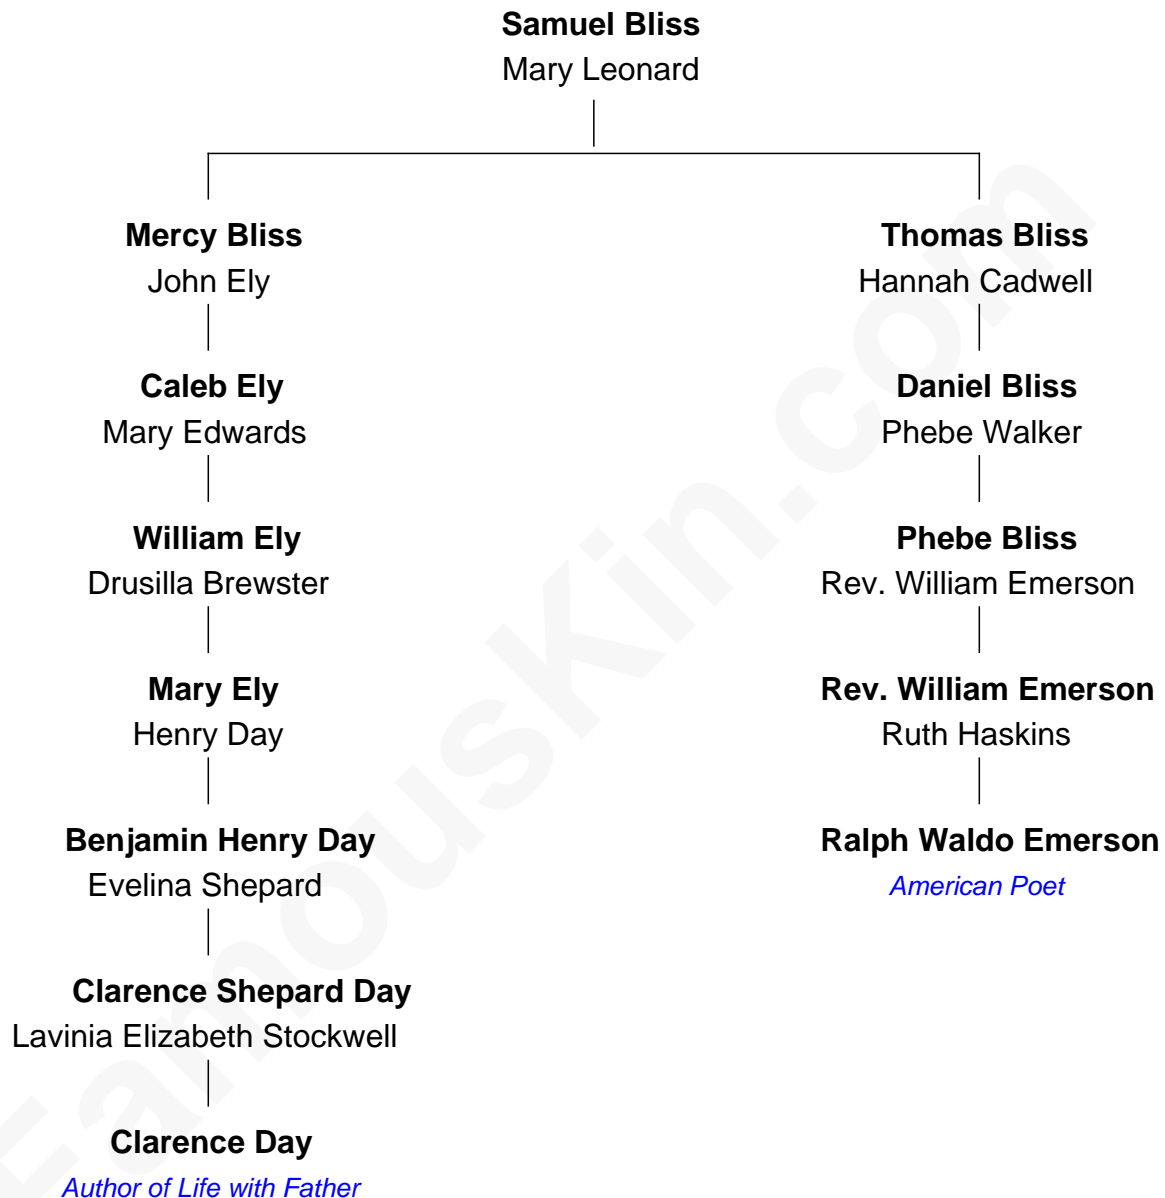 Samuel Bliss
Mary Leonard
Mercy Bliss
John Ely
Thomas Bliss
Hannah Cadwell
Caleb Ely
Mary Edwards
Daniel Bliss
Phebe Walker
William Ely
Drusilla Brewster
Phebe Bliss
Rev. William Emerson
Mary Ely
Henry Day
Rev. William Emerson
Ruth Haskins
Benjamin Henry Day
Evelina Shepard
Ralph Waldo Emerson
American Poet
Clarence Shepard Day
Lavinia Elizabeth Stockwell
Clarence Day
Author of Life with Father
FamousKin.com